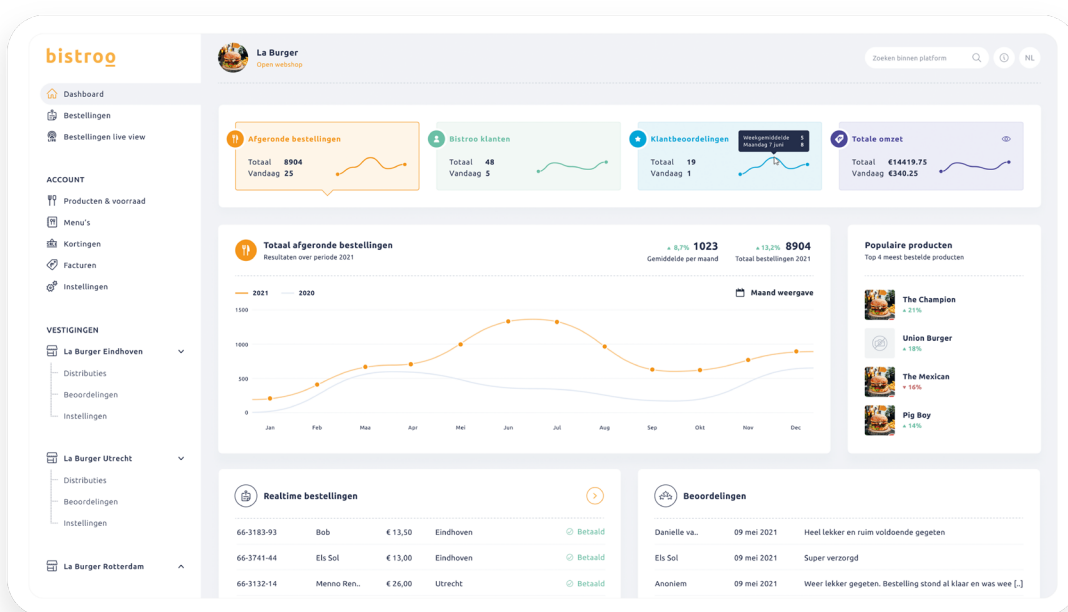 bistroo
Dashboard
Bestellingen
Bestellingen live view
ACCOUNT
Producten & voorraad
Menu's
Kortingen
Facturen
Instellingen
VESTIGINGEN
La Burger Eindhoven
Distributies
Beoordelingen
Instellingen
La Burger Utrecht
Distributies
Beoordelingen
Instellingen
La Burger Rotterdam
La Burger
Open webshop
Zoeken binnen platform
NL
Afgeronde bestellingen
Totaal 8904
Vandaag 25
Bistroo klanten
Totaal 48
Vandaag 5
Klantbeoordelingen
Weekgemiddelde 5
Maandag 7 juni 8
Totaal 19
Vandaag 1
Totale omzet
Totaal €14419.75
Vandaag €340.25
Totaal afgeronde bestellingen
Resultaten over periode 2021
8,7% 1023
Gemiddelde per maand
13,2% 8904
Totaal bestellingen 2021
2021 2020
Maand weergave
1500
1000
500
0
Jan Feb Maa Apr Mei Jun Jul Aug Sep Okt Nov Dec
Populaire producten
Top 4 meest bestelde producten
The Champion
21%
Union Burger
18%
The Mexican
16%
Pig Boy
14%
Realtime bestellingen
66-3183-93 Bob € 13,50 Eindhoven Betaald
66-3741-44 Els Sol € 13,00 Eindhoven Betaald
66-3132-14 Menno Ren.. € 26,00 Utrecht Betaald
Beoordelingen
Danielle va.. 09 mei 2021 Heel lekker en ruim voldoende gegeten
Els Sol 09 mei 2021 Super verzorgd
Anoniem 09 mei 2021 Weer lekker gegeten. Bestelling stond al klaar en was wee [..]